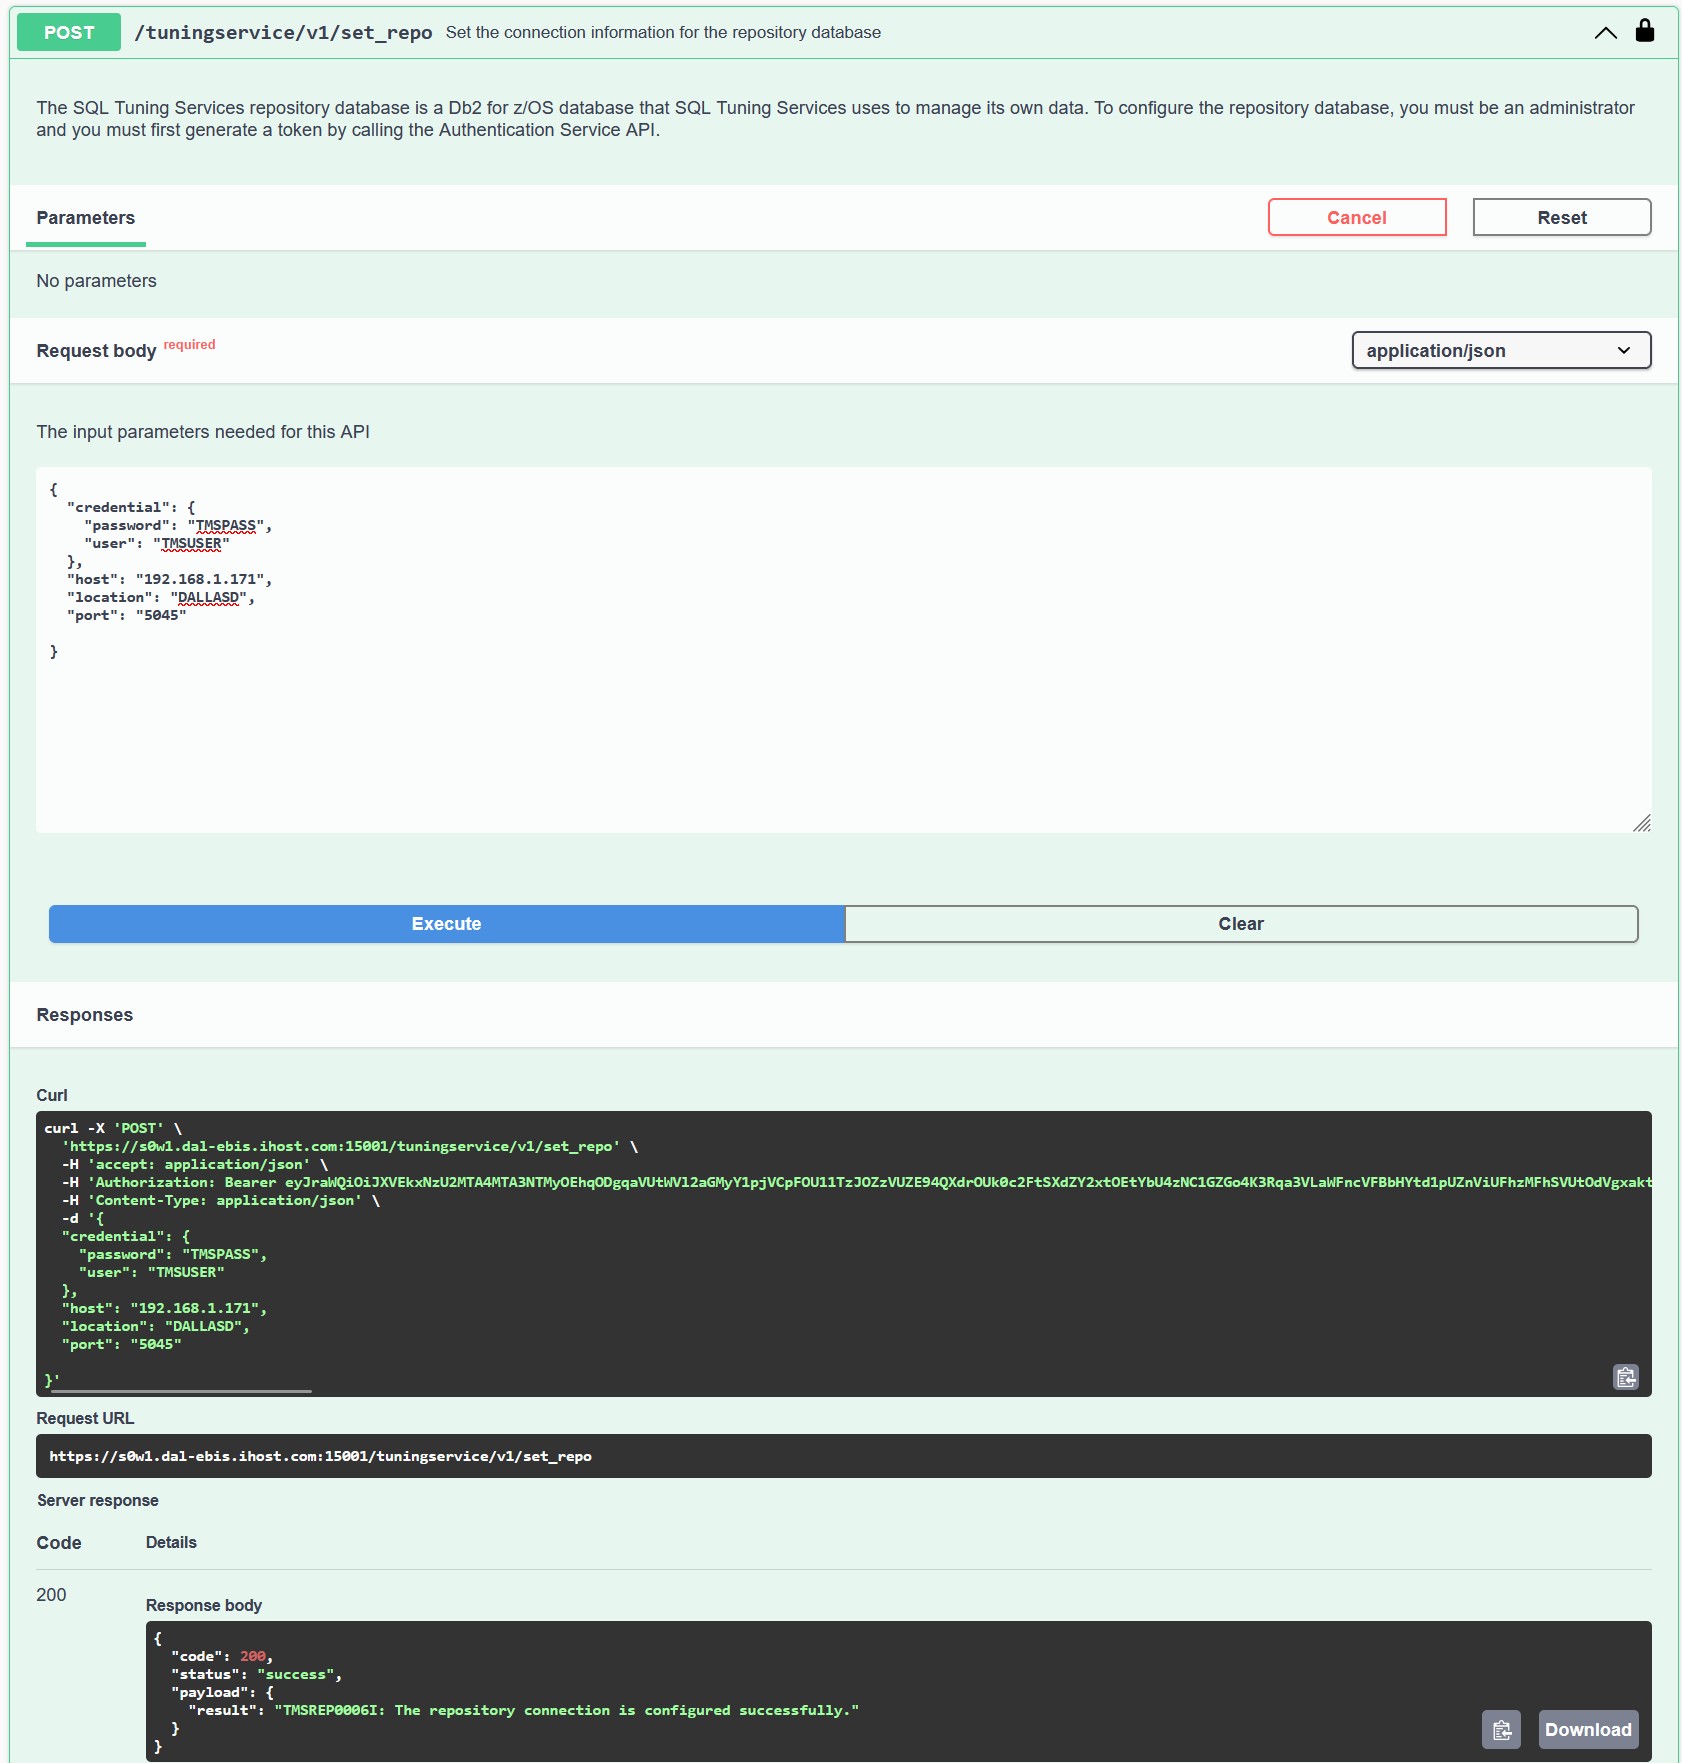 POST /tuningservice/v1/set_repo Set the connection information for the repository database
The SQL Tuning Services repository database is a Db2 for z/OS database that SQL Tuning Services uses to manage its own data. To configure the repository database, you must be an administrator
and you must first generate a token by calling the Authentication Service API.
Parameters
Cancel
Reset
No parameters
Request body required
application/json
The input parameters needed for this API
{
  "credential": {
    "password": "TMSPASS",
    "user": "TMSUSER"
  },
  "host": "192.168.1.171",
  "location": "DALLASD",
  "port": "5045"
}
Execute
Clear
Responses
Curl
curl -X 'POST' \
  'https://s0w1.dal-ebis.ihost.com:15001/tuningservice/v1/set_repo' \
  -H 'accept: application/json' \
  -H 'Authorization: Bearer
  -H 'Content-Type: application/json' \
  -d '{
  "credential": {
    "password": "TMSPASS",
    "user": "TMSUSER"
  },
  "host": "192.168.1.171",
  "location": "DALLASD",
  "port": "5045"
}'
Request URL
https://s0w1.dal-ebis.ihost.com:15001/tuningservice/v1/set_repo
Server response
Code Details
200
Response body
{
  "code": 200,
  "status": "success",
  "payload": {
    "result": "TMSREP0006I: The repository connection is configured successfully."
  }
}
Download